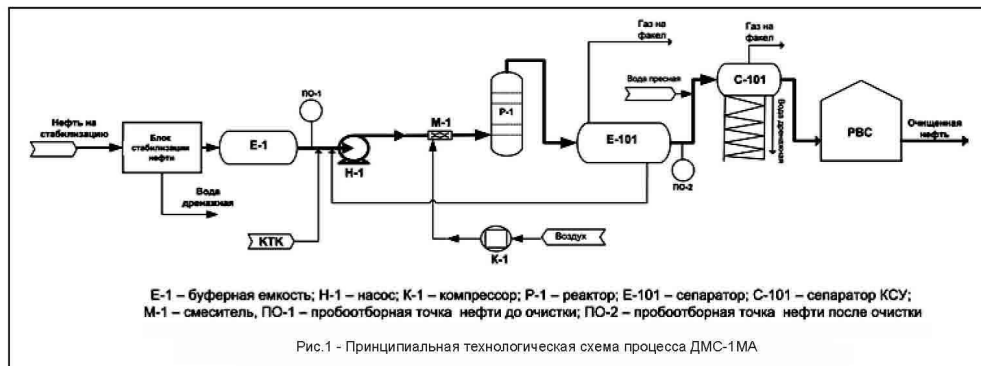 Газ на
факел
Газ на
факел
Вода пресная
С-101
ПО-1
М-1
Р-1
Нефть на
стабилизацию
Блок
стабилизации
нефти
Е-1
Н-1
Е-101
Вода дренажная
РВС
Очищенная
нефть
ПО-2
Вода
дренажная
КТК
К-1
Воздух
Е-1 – буферная емкость; Н-1 – насос; К-1 – компрессор; Р-1 – реактор; Е-101 – сепаратор; С-101 – сепаратор КСУ;
М-1 – смеситель, ПО-1 – пробоотборная точка нефти до очистки; ПО-2 – пробоотборная точка нефти после очистки
Рис.1 - Принципиальная технологическая схема процесса ДМС-1МА